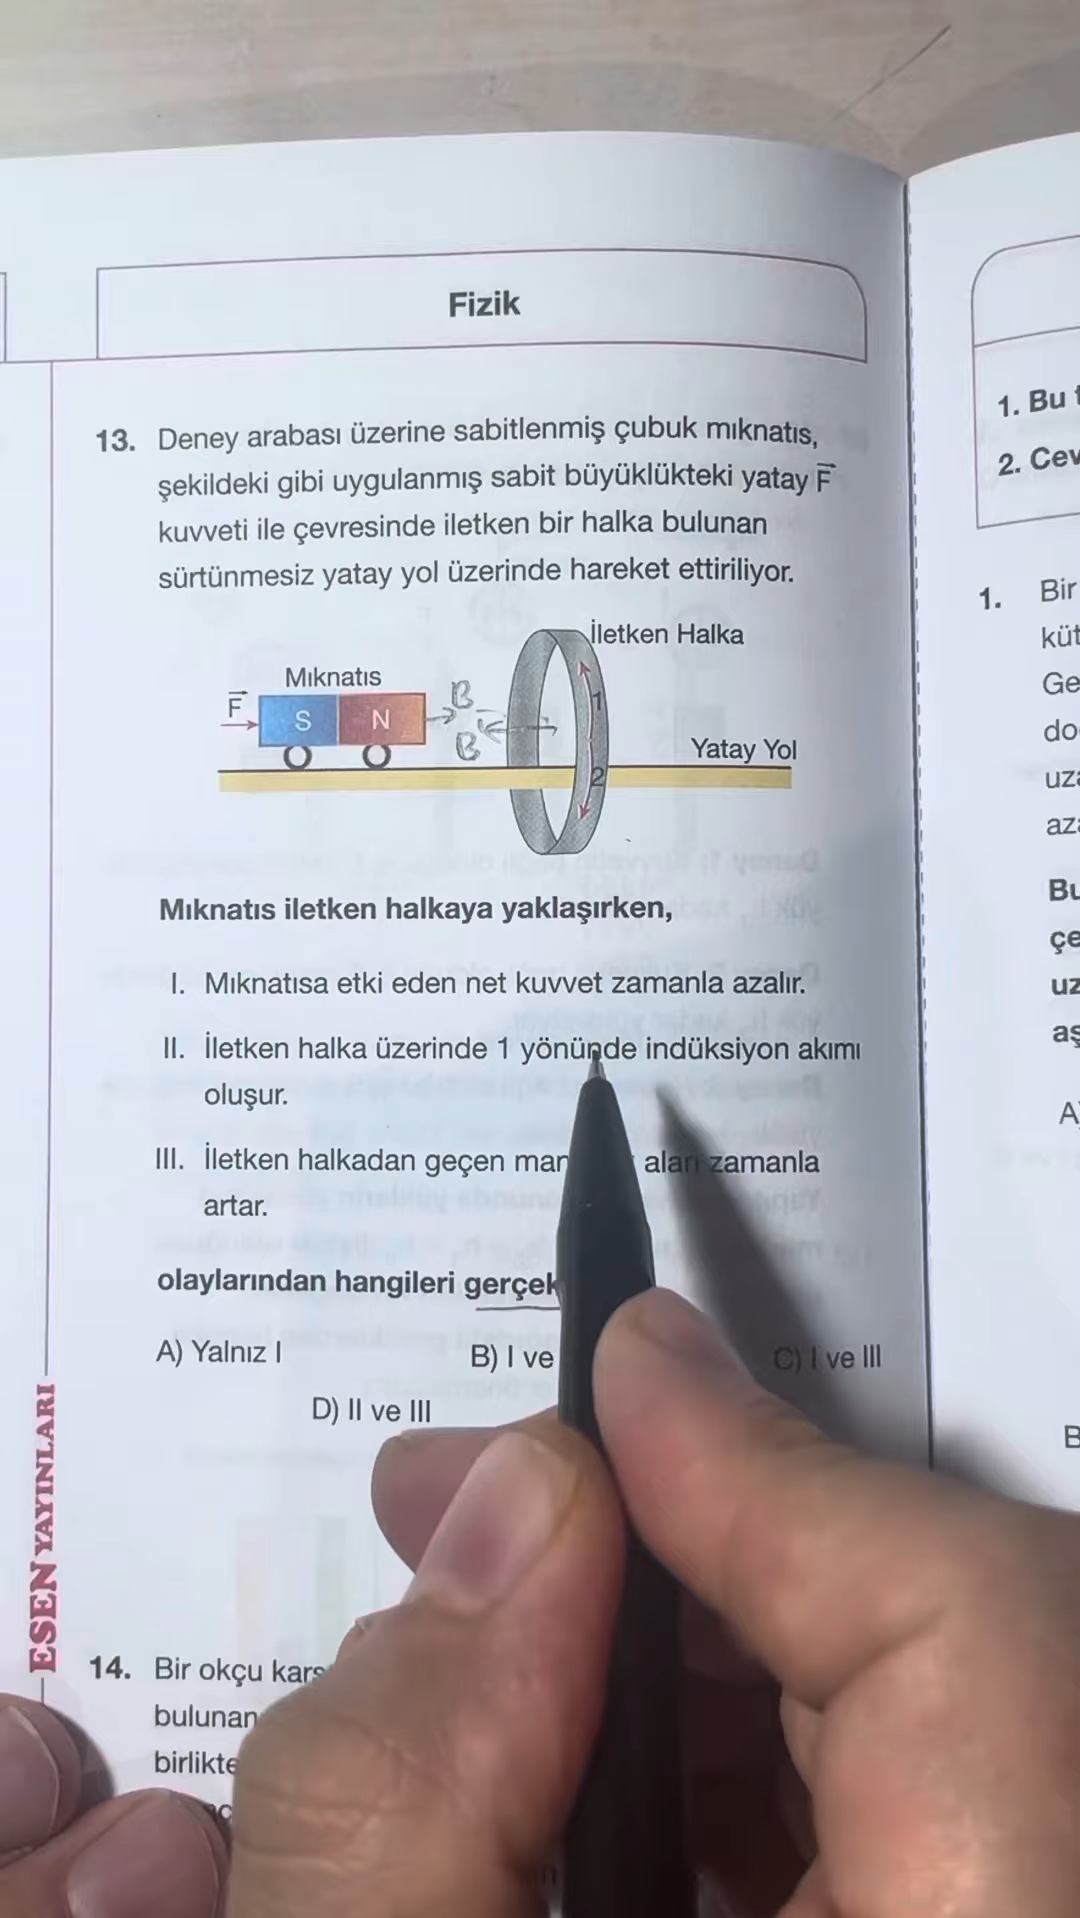 Fizik
13. Deney arabası üzerine sabitlenmiş çubuk mıknatıs,
şekildeki gibi uygulanmış sabit büyüklükteki yatay F
kuvveti ile çevresinde iletken bir halka bulunan
sürtünmesiz yatay yol üzerinde hareket ettiriliyor.
İletken Halka
Mıknatıs
F
S N
B
B
1
2
Yatay Yol
Mıknatıs iletken halkaya yaklaşırken,
I. Mıknatısa etki eden net kuvvet zamanla azalır.
II. İletken halka üzerinde 1 yönünde indüksiyon akımı
oluşur.
III. İletken halkadan geçen alan zamanla
artar.
olaylarından hangileri
A) Yalnız I
B) I ve
C) I ve III
D) II ve III
ESEN YAYINLARI
14. Bir okçu
bulunan
birlikte
1. Bu
2.
1. Bir